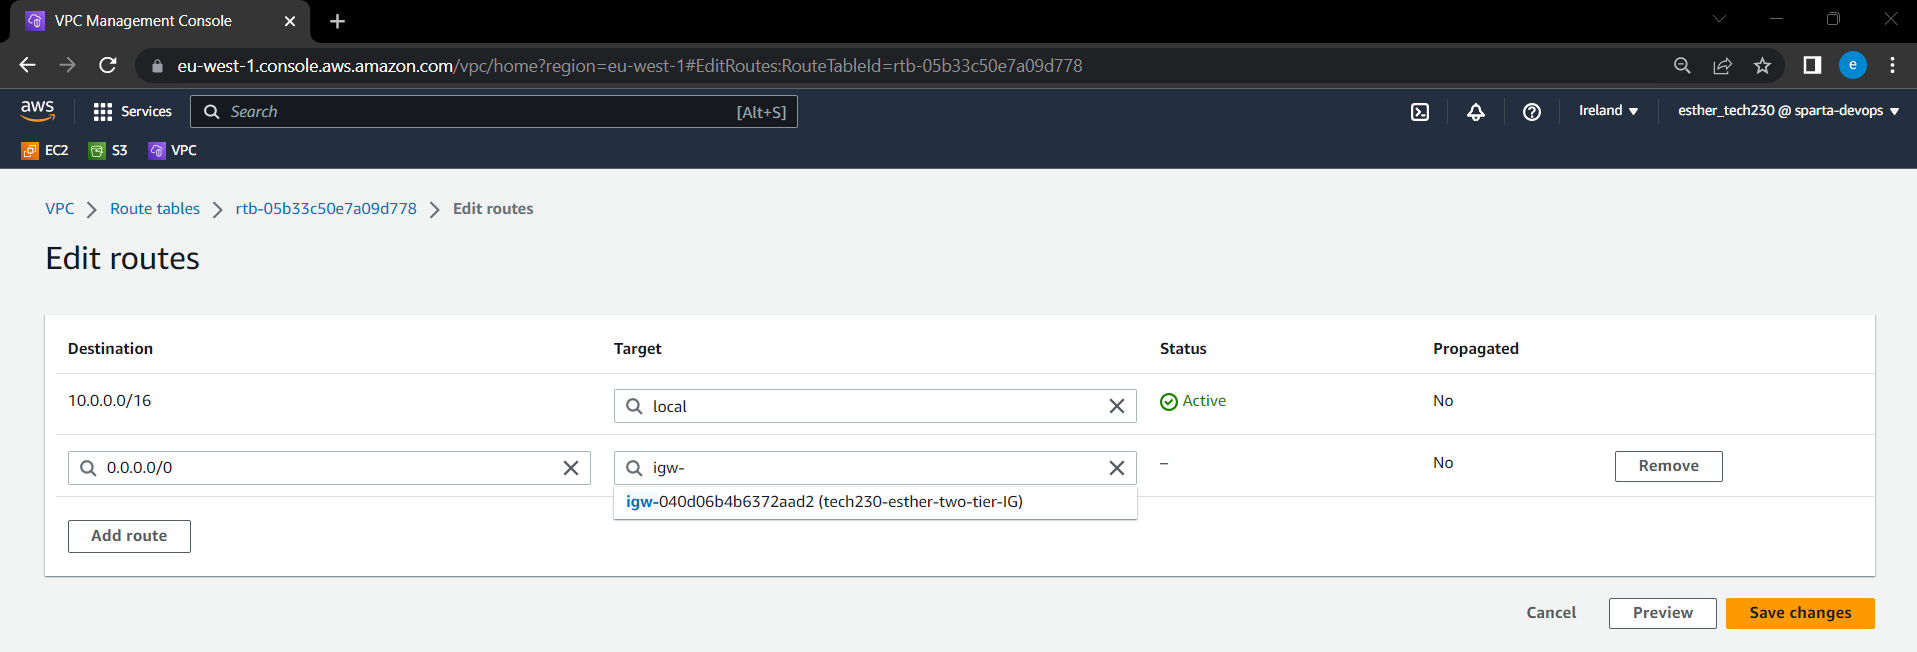 VPC Management Console
eu-west-1.console.aws.amazon.com/vpc/home?region=eu-west-1#EditRoutes:RouteTableId=rtb-05b33c50e7a09d778
e
aws Services Search [Alt+S] Ireland esther_tech230 @ sparta-devops
EC2 S3 VPC
VPC Route tables rtb-05b33c50e7a09d778 Edit routes
Edit routes
Destination Target Status Propagated
10.0.0.0/16 local Active No
0.0.0.0/0 igw- – No Remove
igw-040d06b4b6372aad2 (tech230-esther-two-tier-IG)
Add route
Cancel Preview Save changes